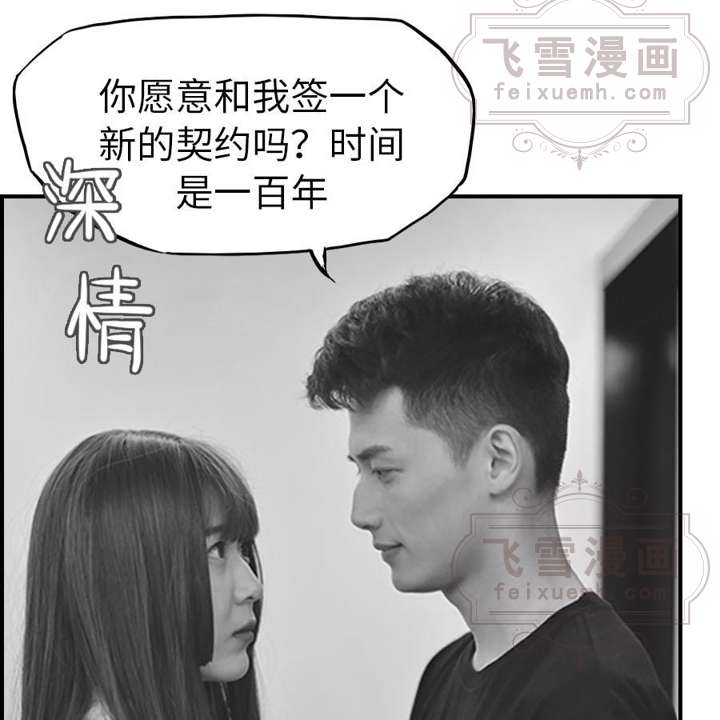 飞雪漫画
feixuemh.com
你愿意和我签一个
新的契约吗？时间
是一百年
深
情
飞雪漫画
feixuemh.com